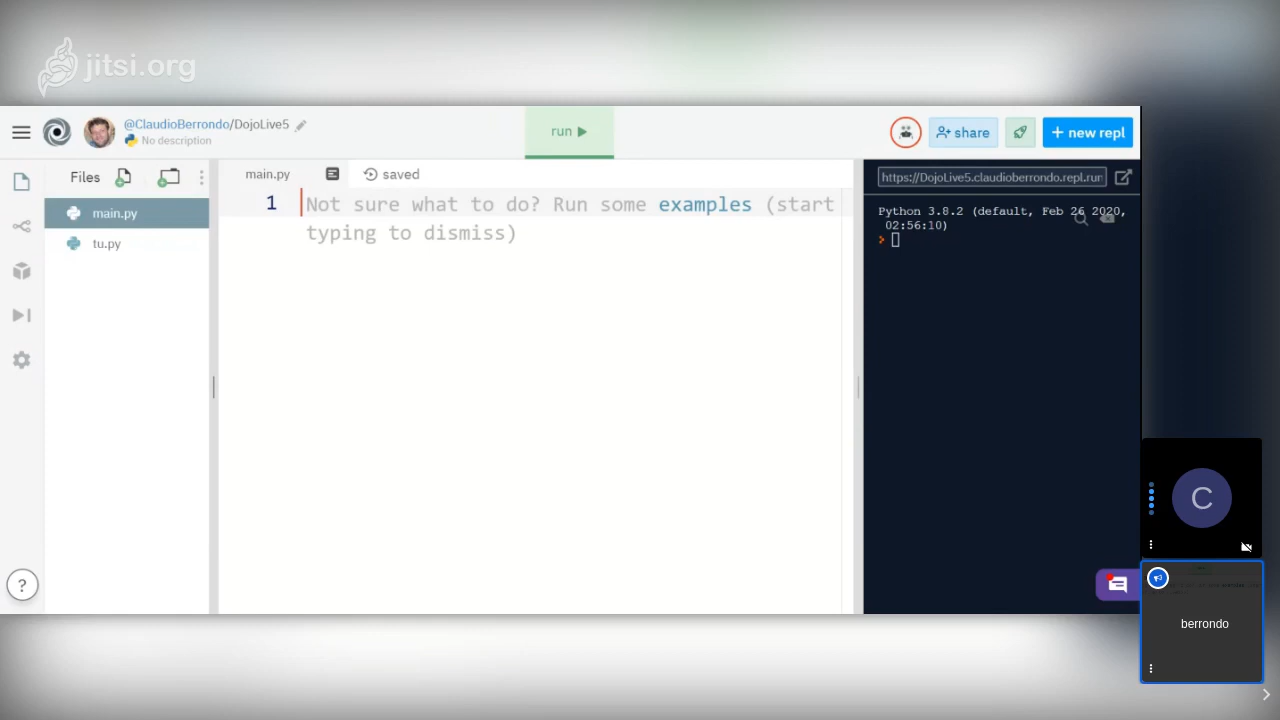 jitsi.org
@ClaudioBerrondo/DojoLive5
No description
run
share
+ new repl
Files
main.py
saved
https://DojoLive5.claudioberrondo.repl.run
main.py
tu.py
1
Not sure what to do? Run some examples (start
typing to dismiss)
Python 3.8.2 (default, Feb 26 2020,
02:56:10)
C
?
berrondo